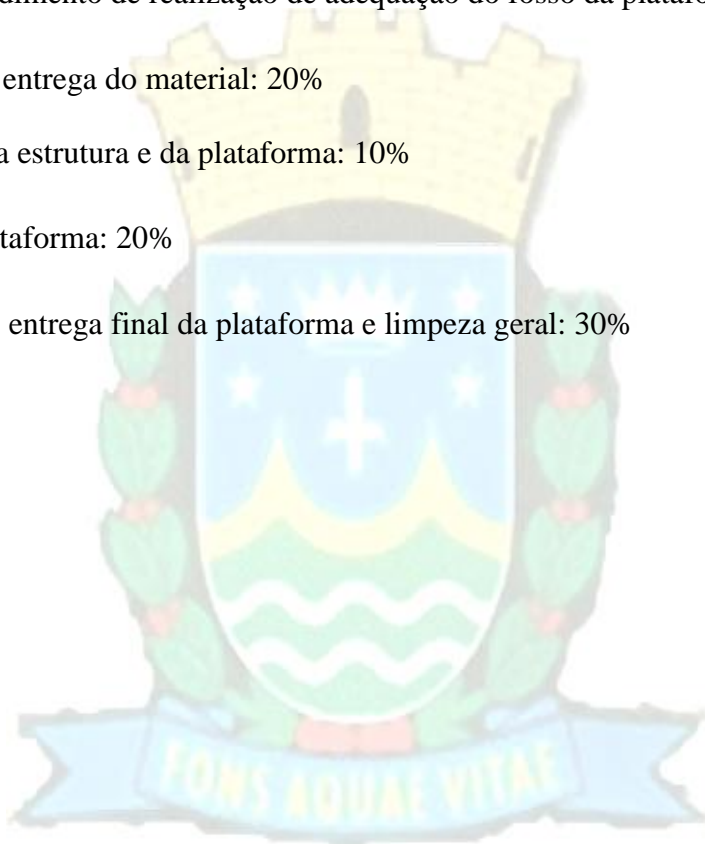 dimento de realização de adequação do fosso da platafo
entrega do material: 20%
a estrutura e da plataforma: 10%
taforma: 20%
entrega final da plataforma e limpeza geral: 30%
FONS AQUAE VITAE